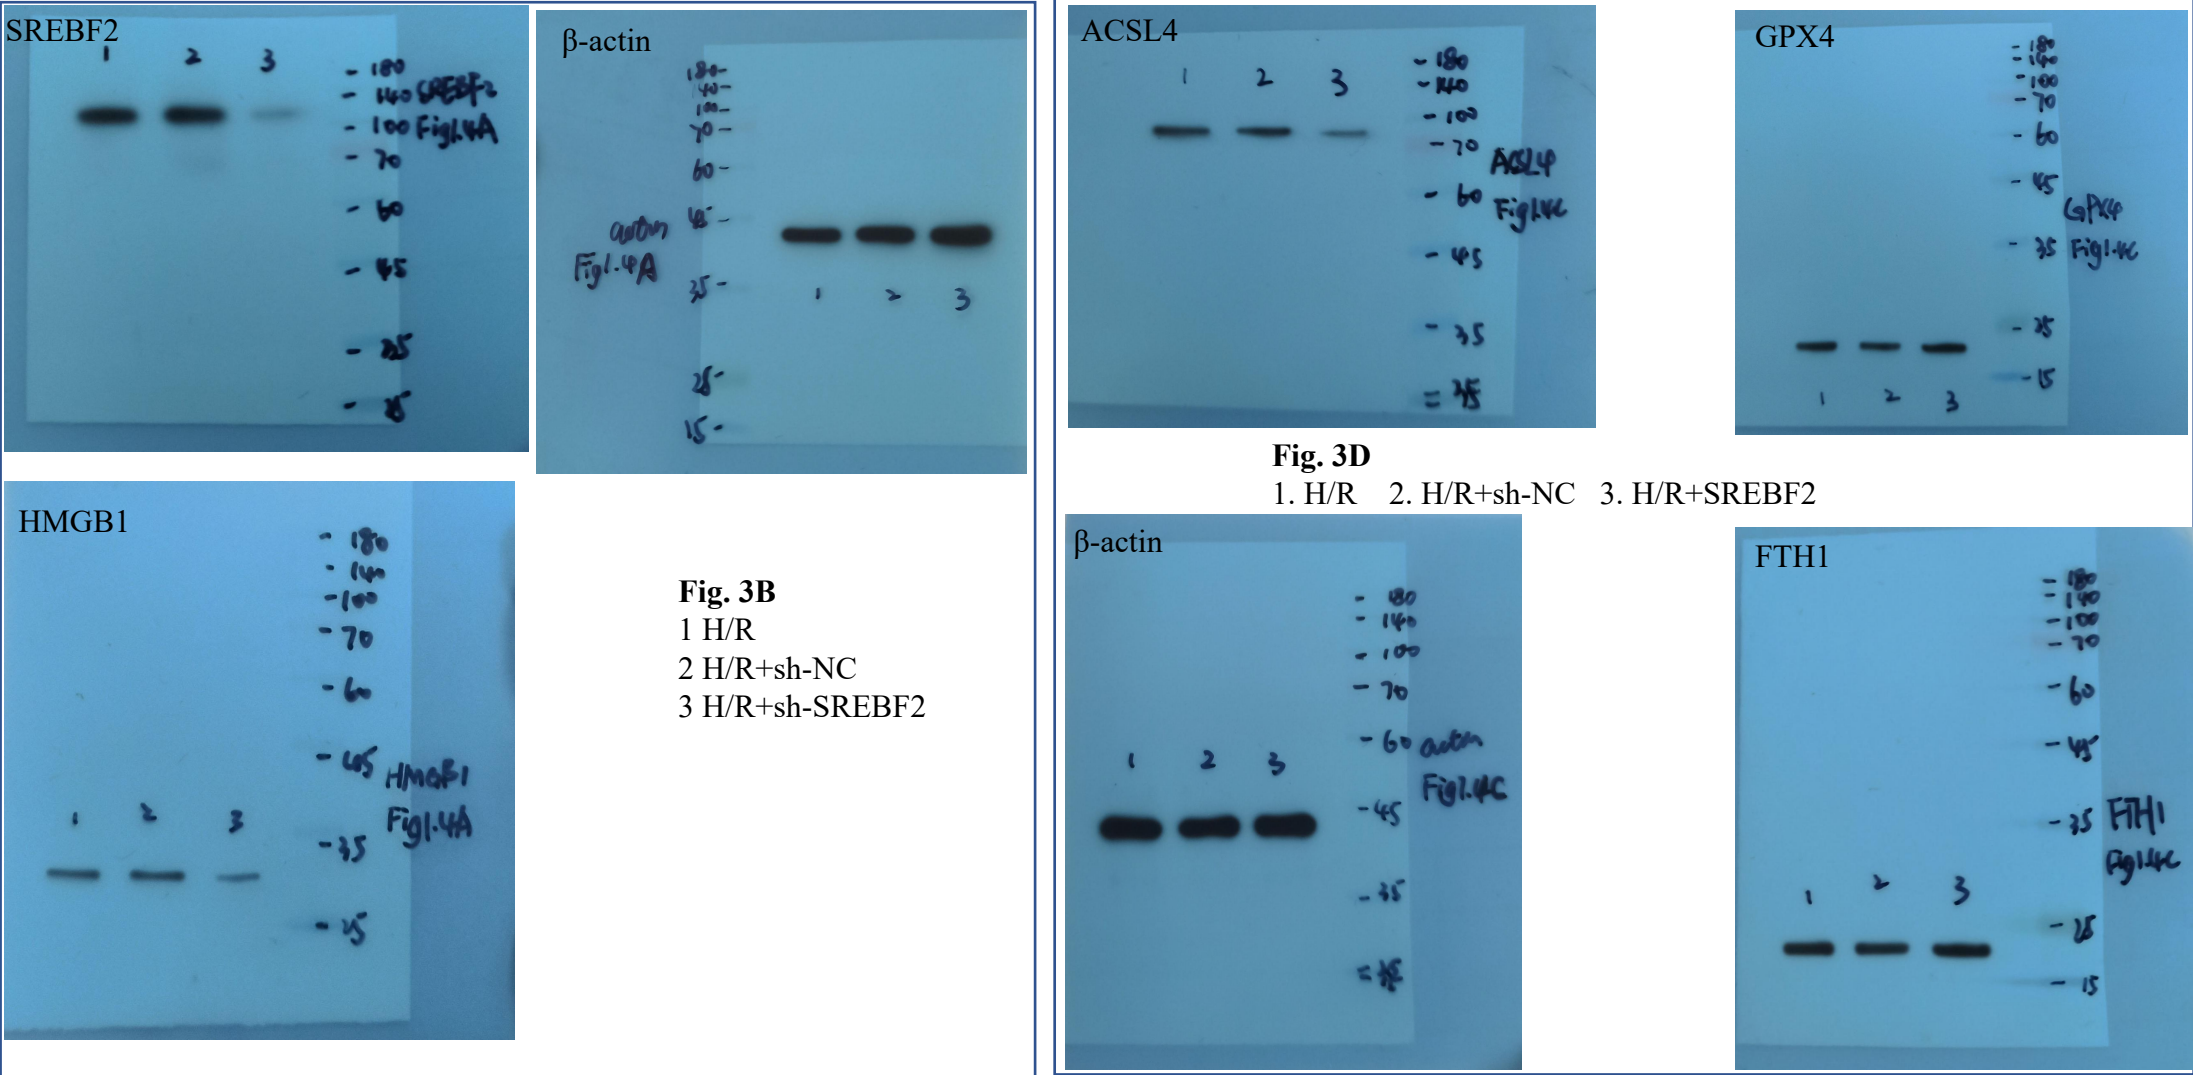 SREBF2
1 2 3
- 180
- 140 SREBF2
- 100 Fig1.4A
- 70
- 60
- 45
- 35
- 25
β-actin
180-
140-
100-
70-
60-
45-
actin
Fig1.4A
35-
1 2 3
25-
15-
HMGB1
- 180
- 140
- 100
- 70
- 60
- 45
HMGB1
Fig1.4A
1 2 3
- 35
- 25
Fig. 3B
1 H/R
2 H/R+sh-NC
3 H/R+sh-SREBF2
ACSL4
1 2 3
- 180
- 140
- 100
- 70
ACSL4
- 60
Fig1.4C
- 45
- 35
GPX4
- 180
- 140
- 100
- 70
- 60
- 45
GPX4
- 35 Fig1.4C
- 25
- 15
1 2 3
Fig. 3D
1. H/R 2. H/R+sh-NC 3. H/R+SREBF2
β-actin
- 180
- 140
- 100
- 70
- 60 actin
1 2 3
Fig1.4C
- 45
- 35
FTH1
- 180
- 140
- 100
- 70
- 60
- 45
- 35 FTH1
Fig1.4C
1 2 3
- 25
- 15